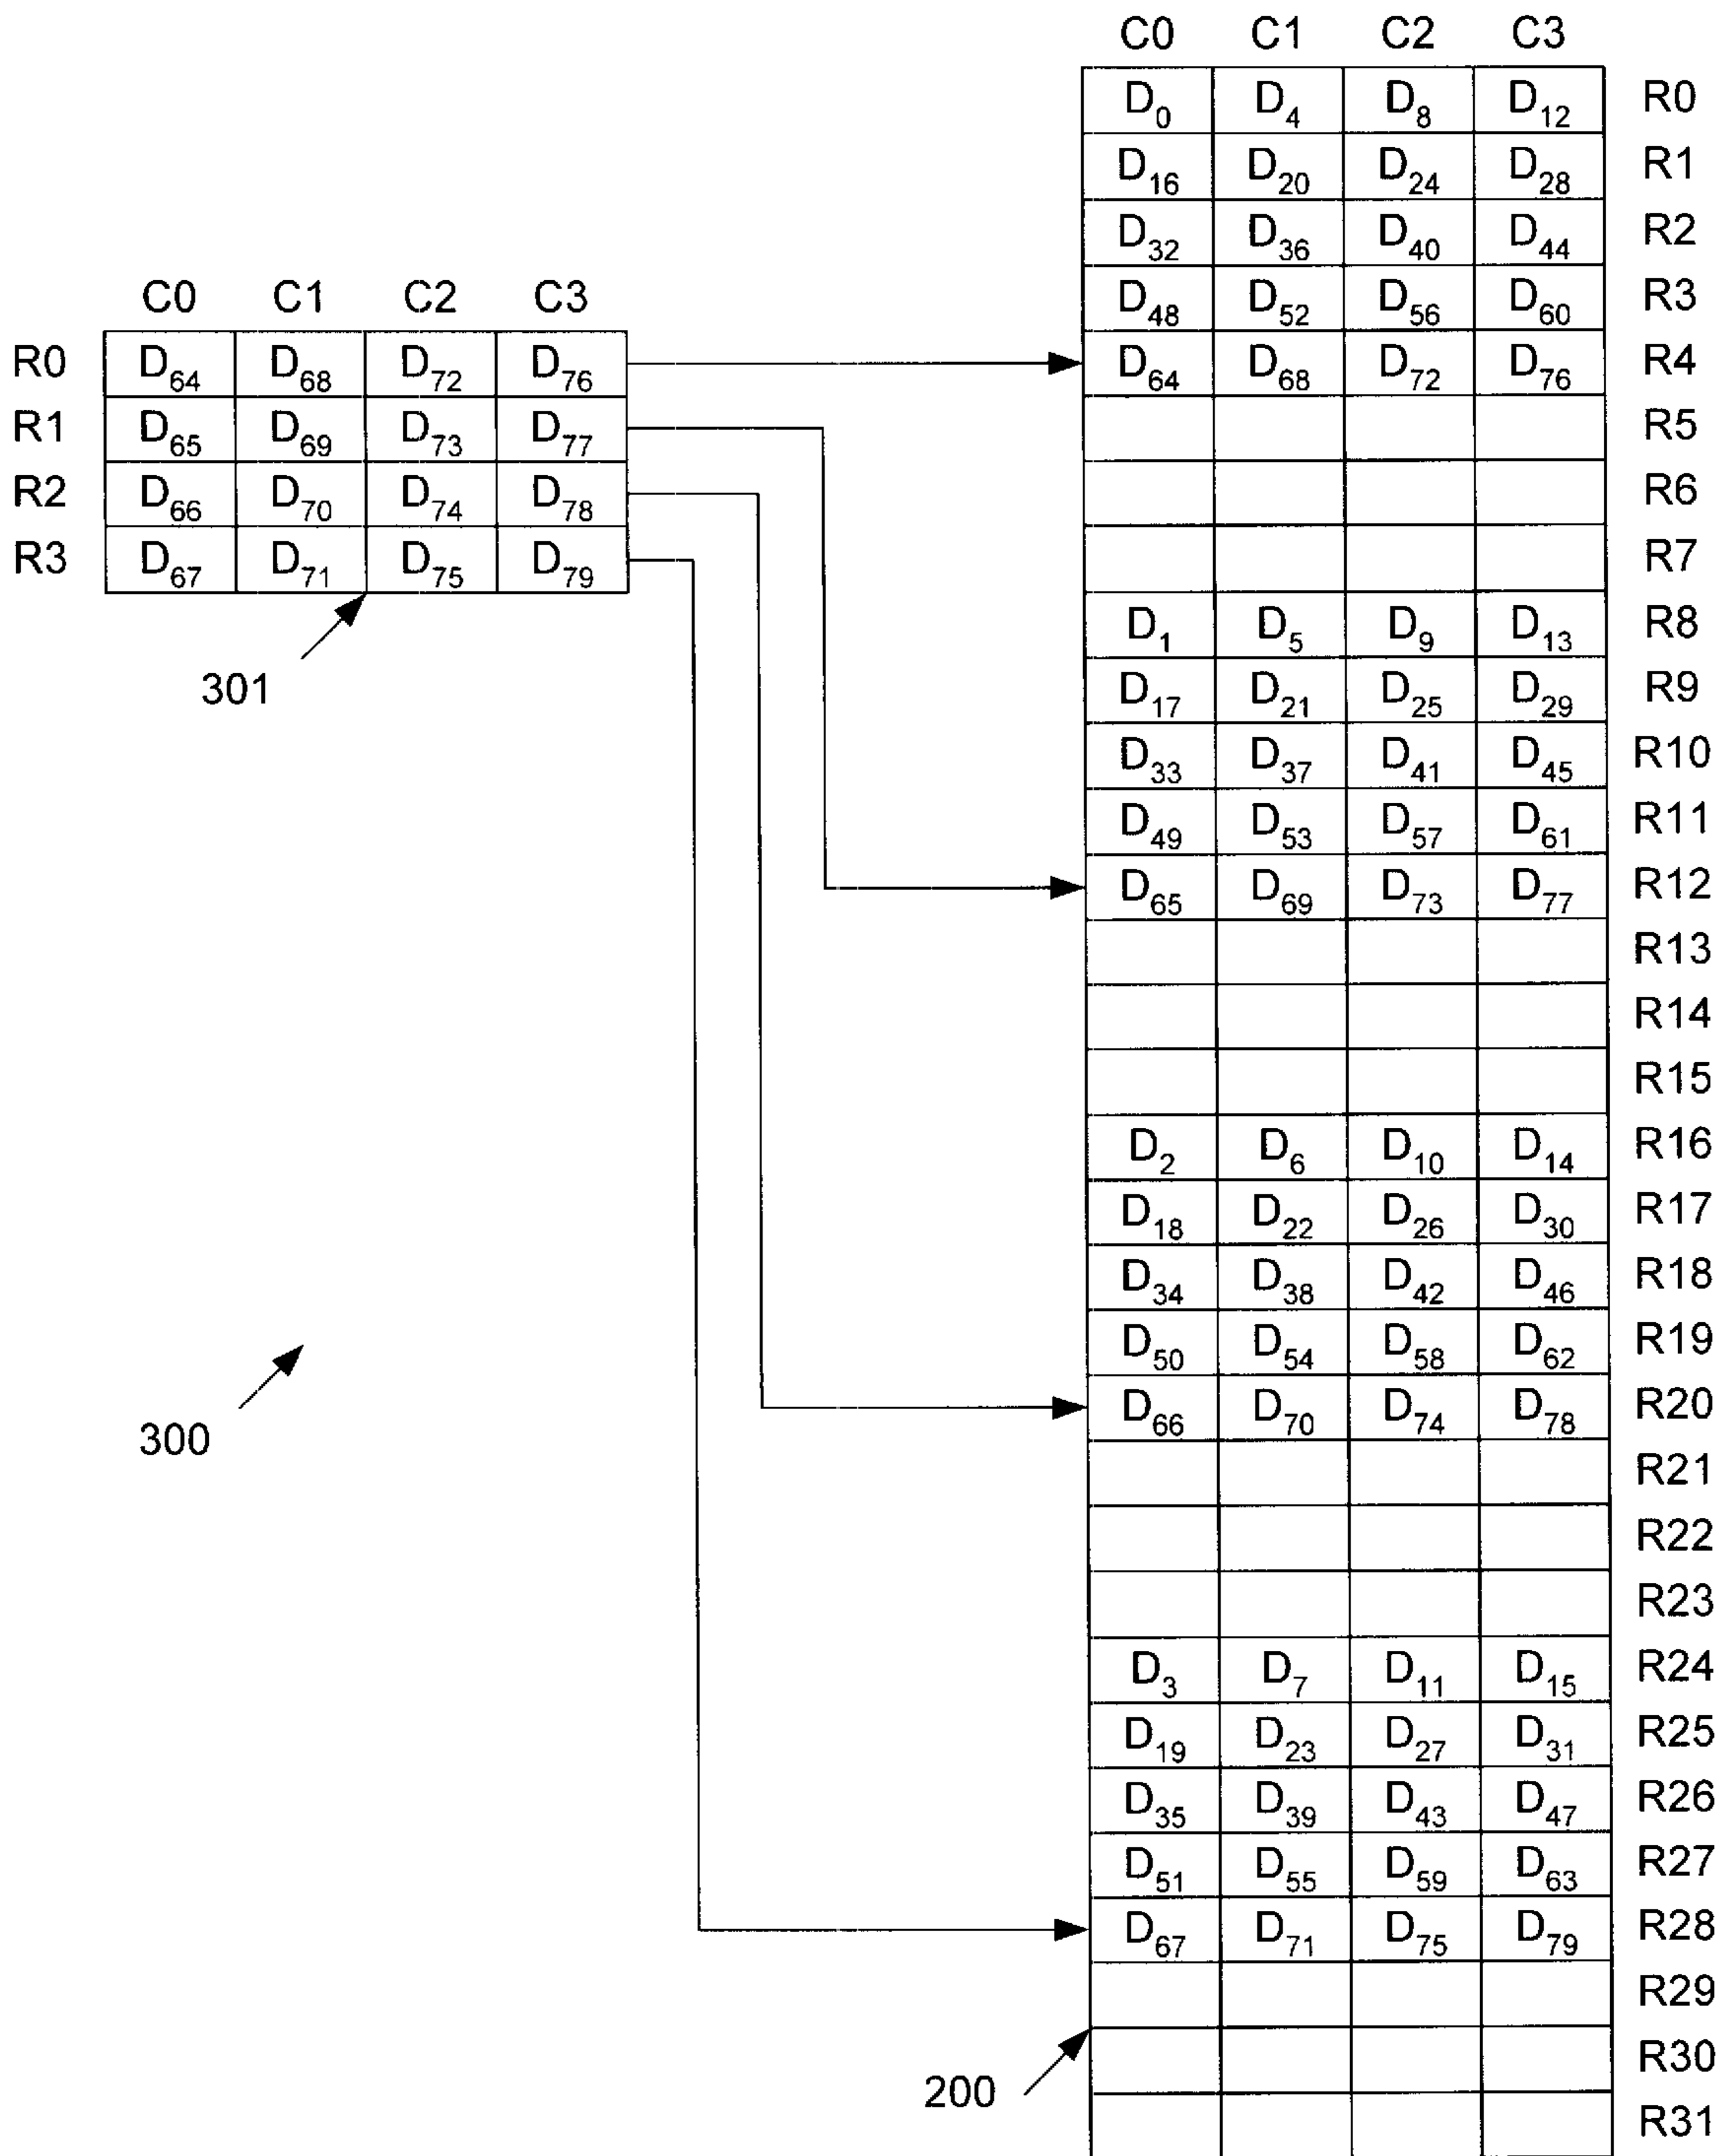 C0 C1 C2 C3
R0 D64 D68 D72 D76
R1 D65 D69 D73 D77
R2 D66 D70 D74 D78
R3 D67 D71 D75 D79
301
300
C0 C1 C2 C3
D0 D4 D8 D12 R0
D16 D20 D24 D28 R1
D32 D36 D40 D44 R2
D48 D52 D56 D60 R3
D64 D68 D72 D76 R4
R5
R6
R7
D1 D5 D9 D13 R8
D17 D21 D25 D29 R9
D33 D37 D41 D45 R10
D49 D53 D57 D61 R11
D65 D69 D73 D77 R12
R13
R14
R15
D2 D6 D10 D14 R16
D18 D22 D26 D30 R17
D34 D38 D42 D46 R18
D50 D54 D58 D62 R19
D66 D70 D74 D78 R20
R21
R22
R23
D3 D7 D11 D15 R24
D19 D23 D27 D31 R25
D35 D39 D43 D47 R26
D51 D55 D59 D63 R27
D67 D71 D75 D79 R28
R29
R30
R31
200